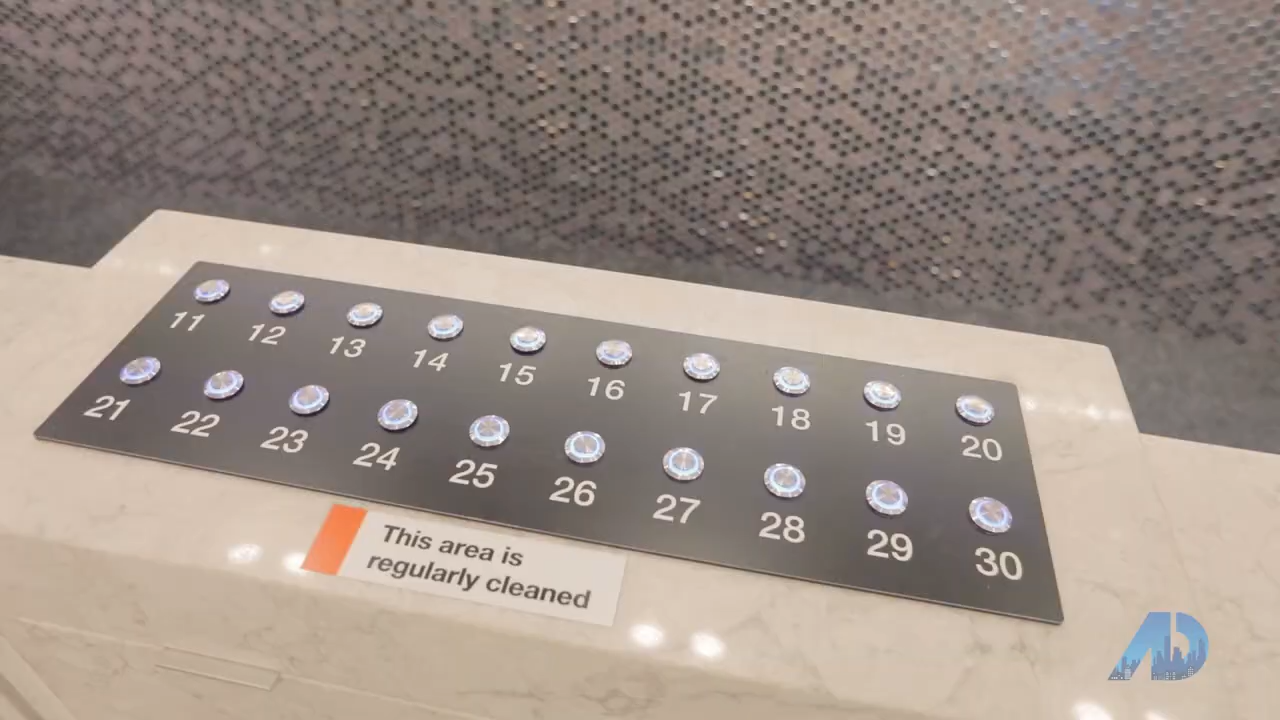 11 12 13 14 15 16 17 18 19 20
21 22 23 24 25 26 27 28 29 30
This area is
regularly cleaned
AD